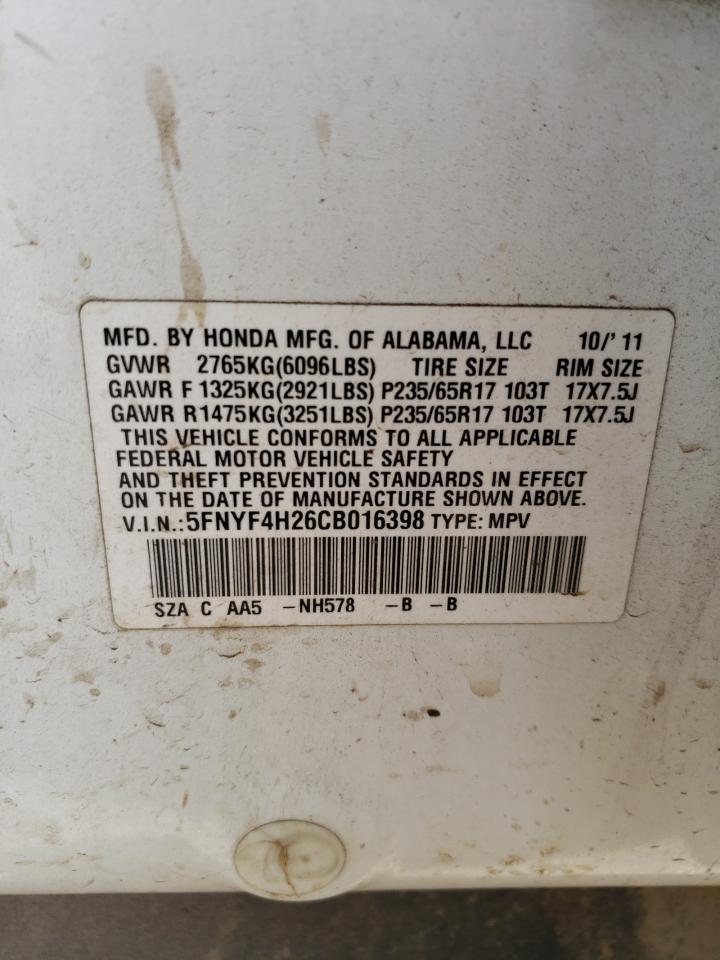 MFD. BY HONDA MFG. OF ALABAMA, LLC 10/'11
GVWR 2765KG(6096LBS) TIRE SIZE RIM SIZE
GAWR F 1325KG(2921LBS) P235/65R17 103T 17X7.5J
GAWR R1475KG(3251LBS) P235/65R17 103T 17X7.5J
THIS VEHICLE CONFORMS TO ALL APPLICABLE
FEDERAL MOTOR VEHICLE SAFETY
AND THEFT PREVENTION STANDARDS IN EFFECT
ON THE DATE OF MANUFACTURE SHOWN ABOVE.
V.I.N.: 5FNYF4H26CB016398 TYPE: MPV
SZA C AA5 -NH578 -B -B